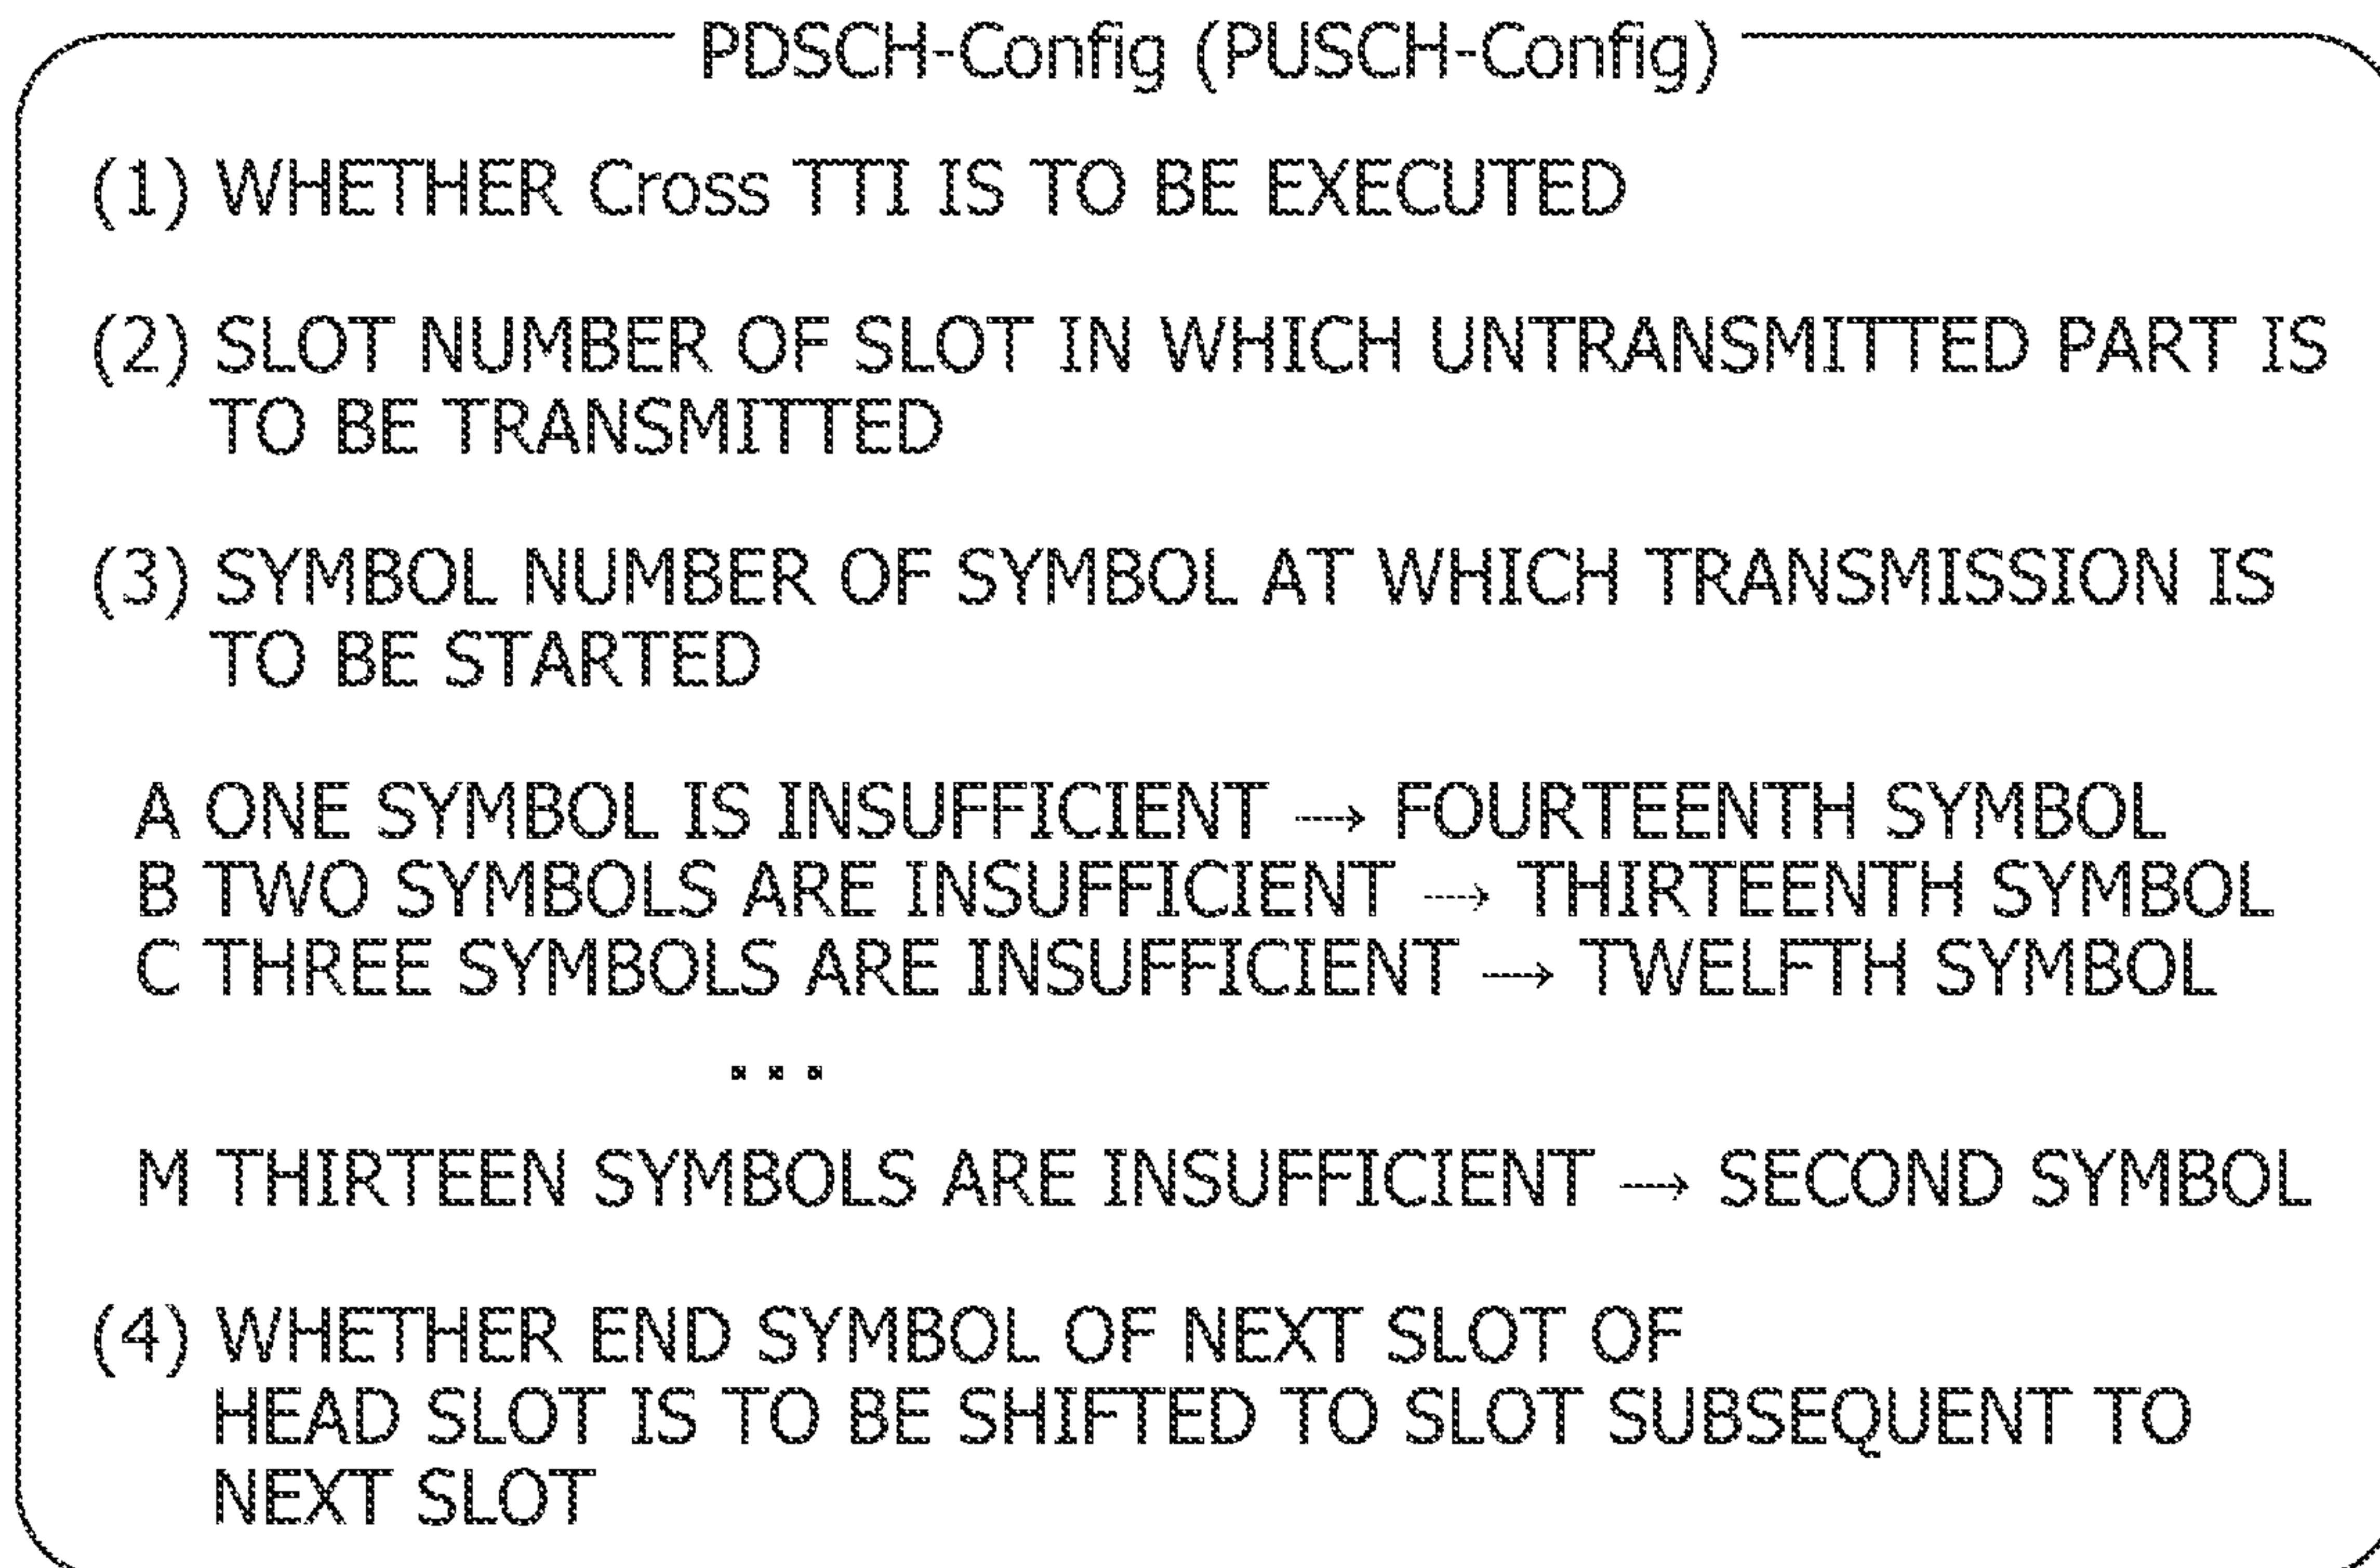 PDSCH-Config (PUSCH-Config)
(1) WHETHER Cross TTI IS TO BE EXECUTED
(2) SLOT NUMBER OF SLOT IN WHICH UNTRANSMITTED PART IS
TO BE TRANSMITTED
(3) SYMBOL NUMBER OF SYMBOL AT WHICH TRANSMISSION IS
TO BE STARTED
A ONE SYMBOL IS INSUFFICIENT → FOURTEENTH SYMBOL
B TWO SYMBOLS ARE INSUFFICIENT → THIRTEENTH SYMBOL
C THREE SYMBOLS ARE INSUFFICIENT → TWELFTH SYMBOL
...
M THIRTEEN SYMBOLS ARE INSUFFICIENT → SECOND SYMBOL
(4) WHETHER END SYMBOL OF NEXT SLOT OF
HEAD SLOT IS TO BE SHIFTED TO SLOT SUBSEQUENT TO
NEXT SLOT